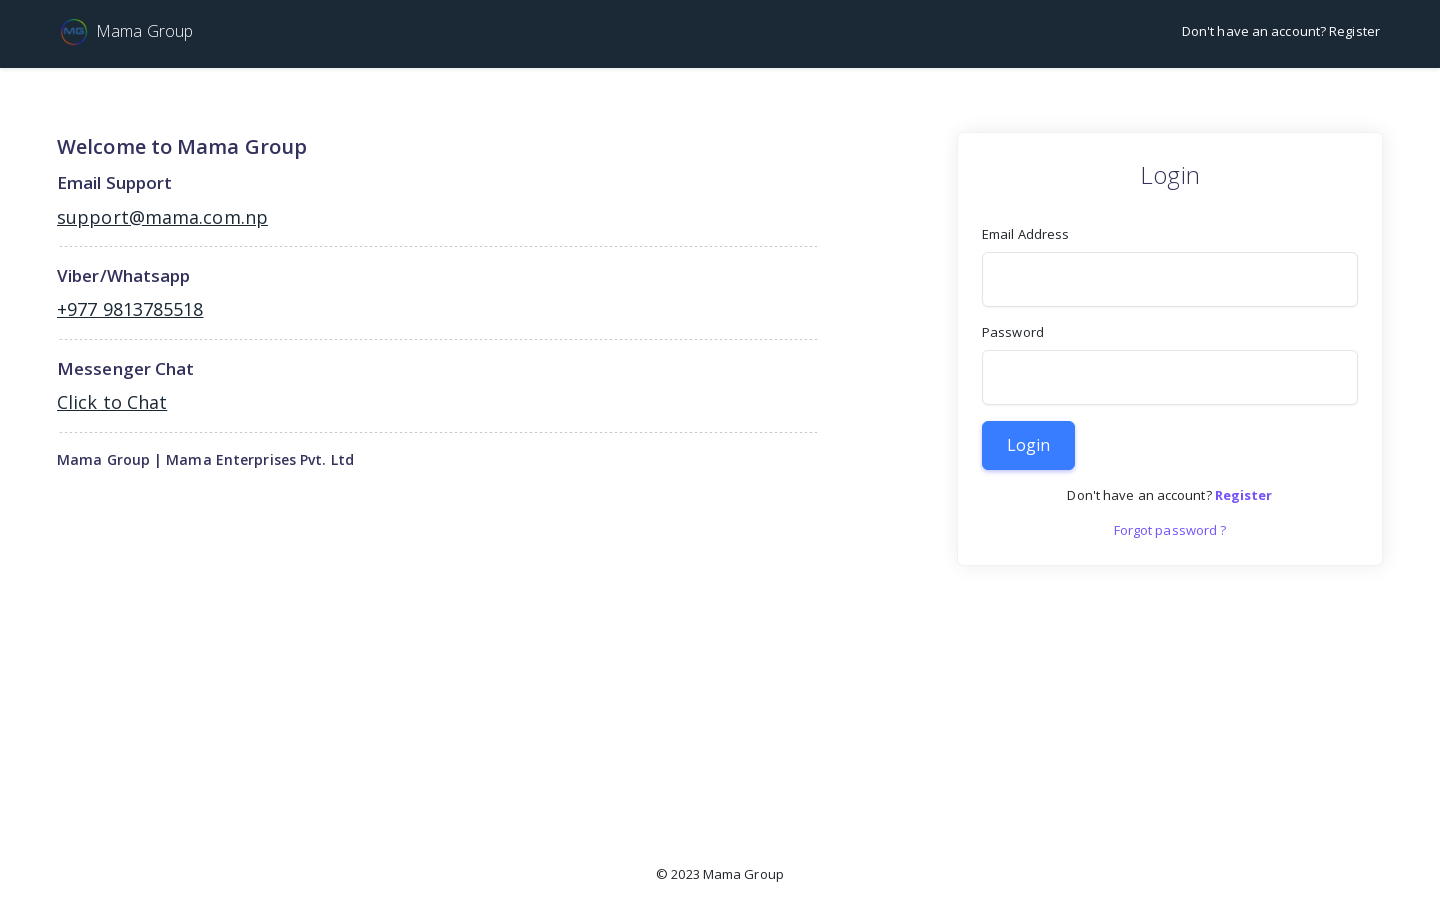 MG Mama Group
Don't have an account? Register
Welcome to Mama Group
Email Support
support@mama.com.np
Viber/Whatsapp
+977 9813785518
Messenger Chat
Click to Chat
Mama Group | Mama Enterprises Pvt. Ltd
Login
Email Address
Password
Login
Don't have an account? Register
Forgot password ?
© 2023 Mama Group